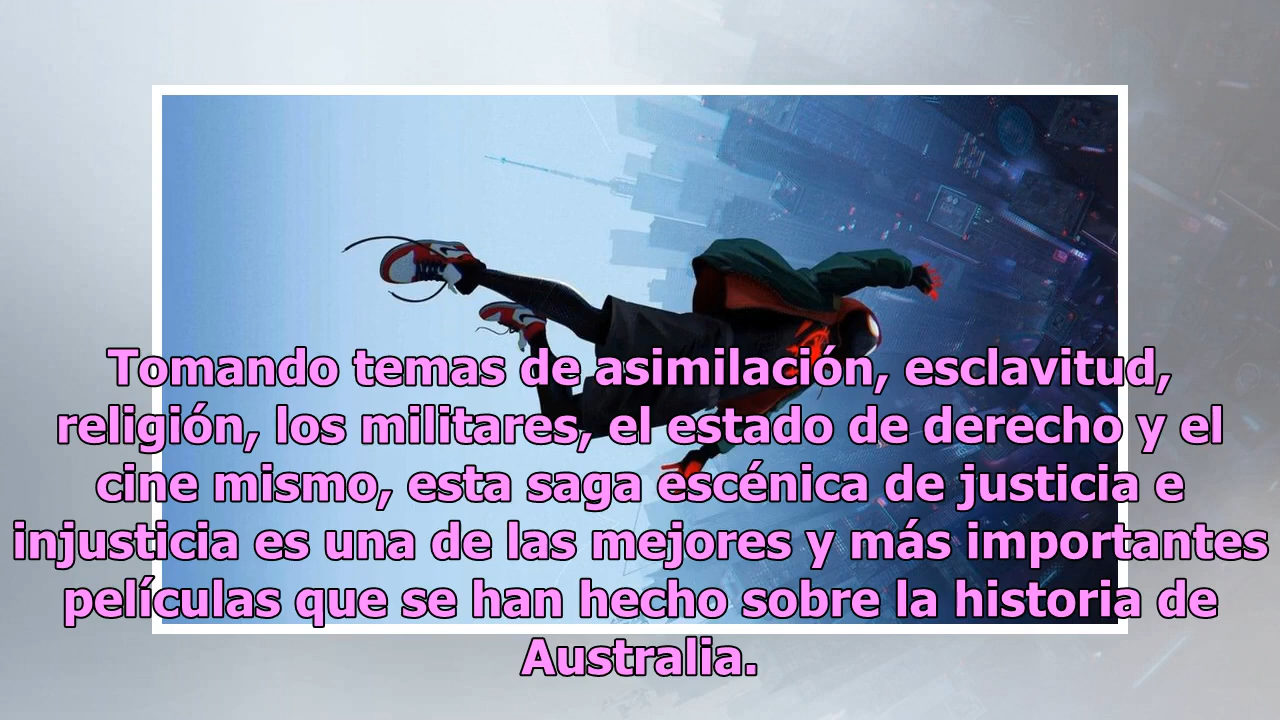 Tomando temas de asimilación, esclavitud,
religión, los militares, el estado de derecho y el
cine mismo, esta saga escénica de justicia e
injusticia es una de las mejores y más importantes
películas que se han hecho sobre la historia de
Australia.